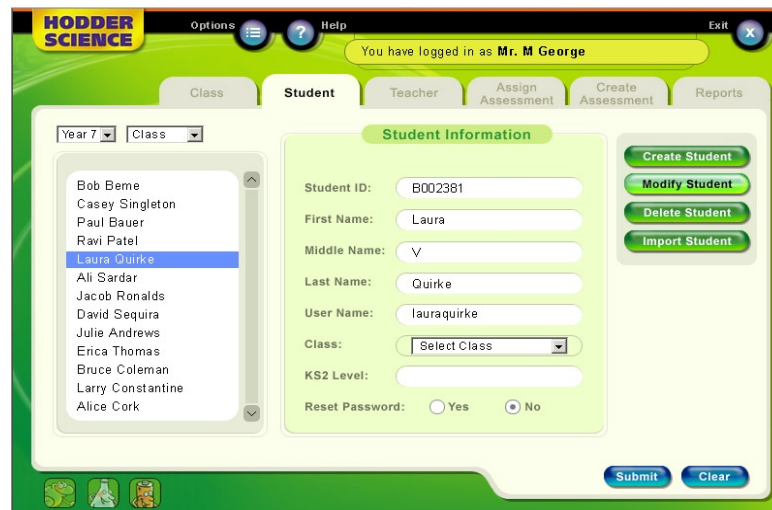 HODDER
SCIENCE
Options
Help
Exit
X
?
You have logged in as Mr. M George
Class
Student
Teacher
Assign
Assessment
Create
Assessment
Reports
Year 7
Class
Bob Beme
Casey Singleton
Paul Bauer
Ravi Patel
Laura Quirke
Ali Sardar
Jacob Ronalds
David Sequira
Julie Andrews
Erica Thomas
Bruce Coleman
Larry Constantine
Alice Cork
Student Information
Student ID: B002381
First Name: Laura
Middle Name: V
Last Name: Quirke
User Name: lauraquirke
Class: Select Class
KS2 Level:
Reset Password: Yes No
Create Student
Modify Student
Delete Student
Import Student
Submit
Clear